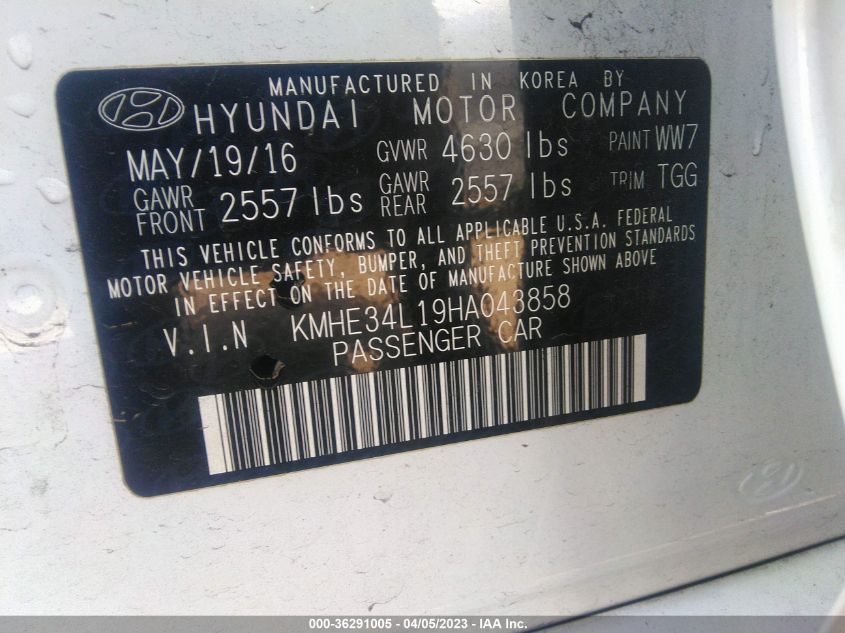 MANUFACTURED IN KOREA BY
HYUNDAI MOTOR COMPANY
MAY/19/16 GVWR 4630 lbs PAINT WW7
GAWR FRONT 2557 lbs GAWR REAR 2557 lbs TRIM TGG
THIS VEHICLE CONFORMS TO ALL APPLICABLE U.S.A. FEDERAL
MOTOR VEHICLE SAFETY, BUMPER, AND THEFT PREVENTION STANDARDS
IN EFFECT ON THE DATE OF MANUFACTURE SHOWN ABOVE
V.I.N KMHE34L19HA043858
PASSENGER CAR
000-36291005 - 04/05/2023 - IAA Inc.